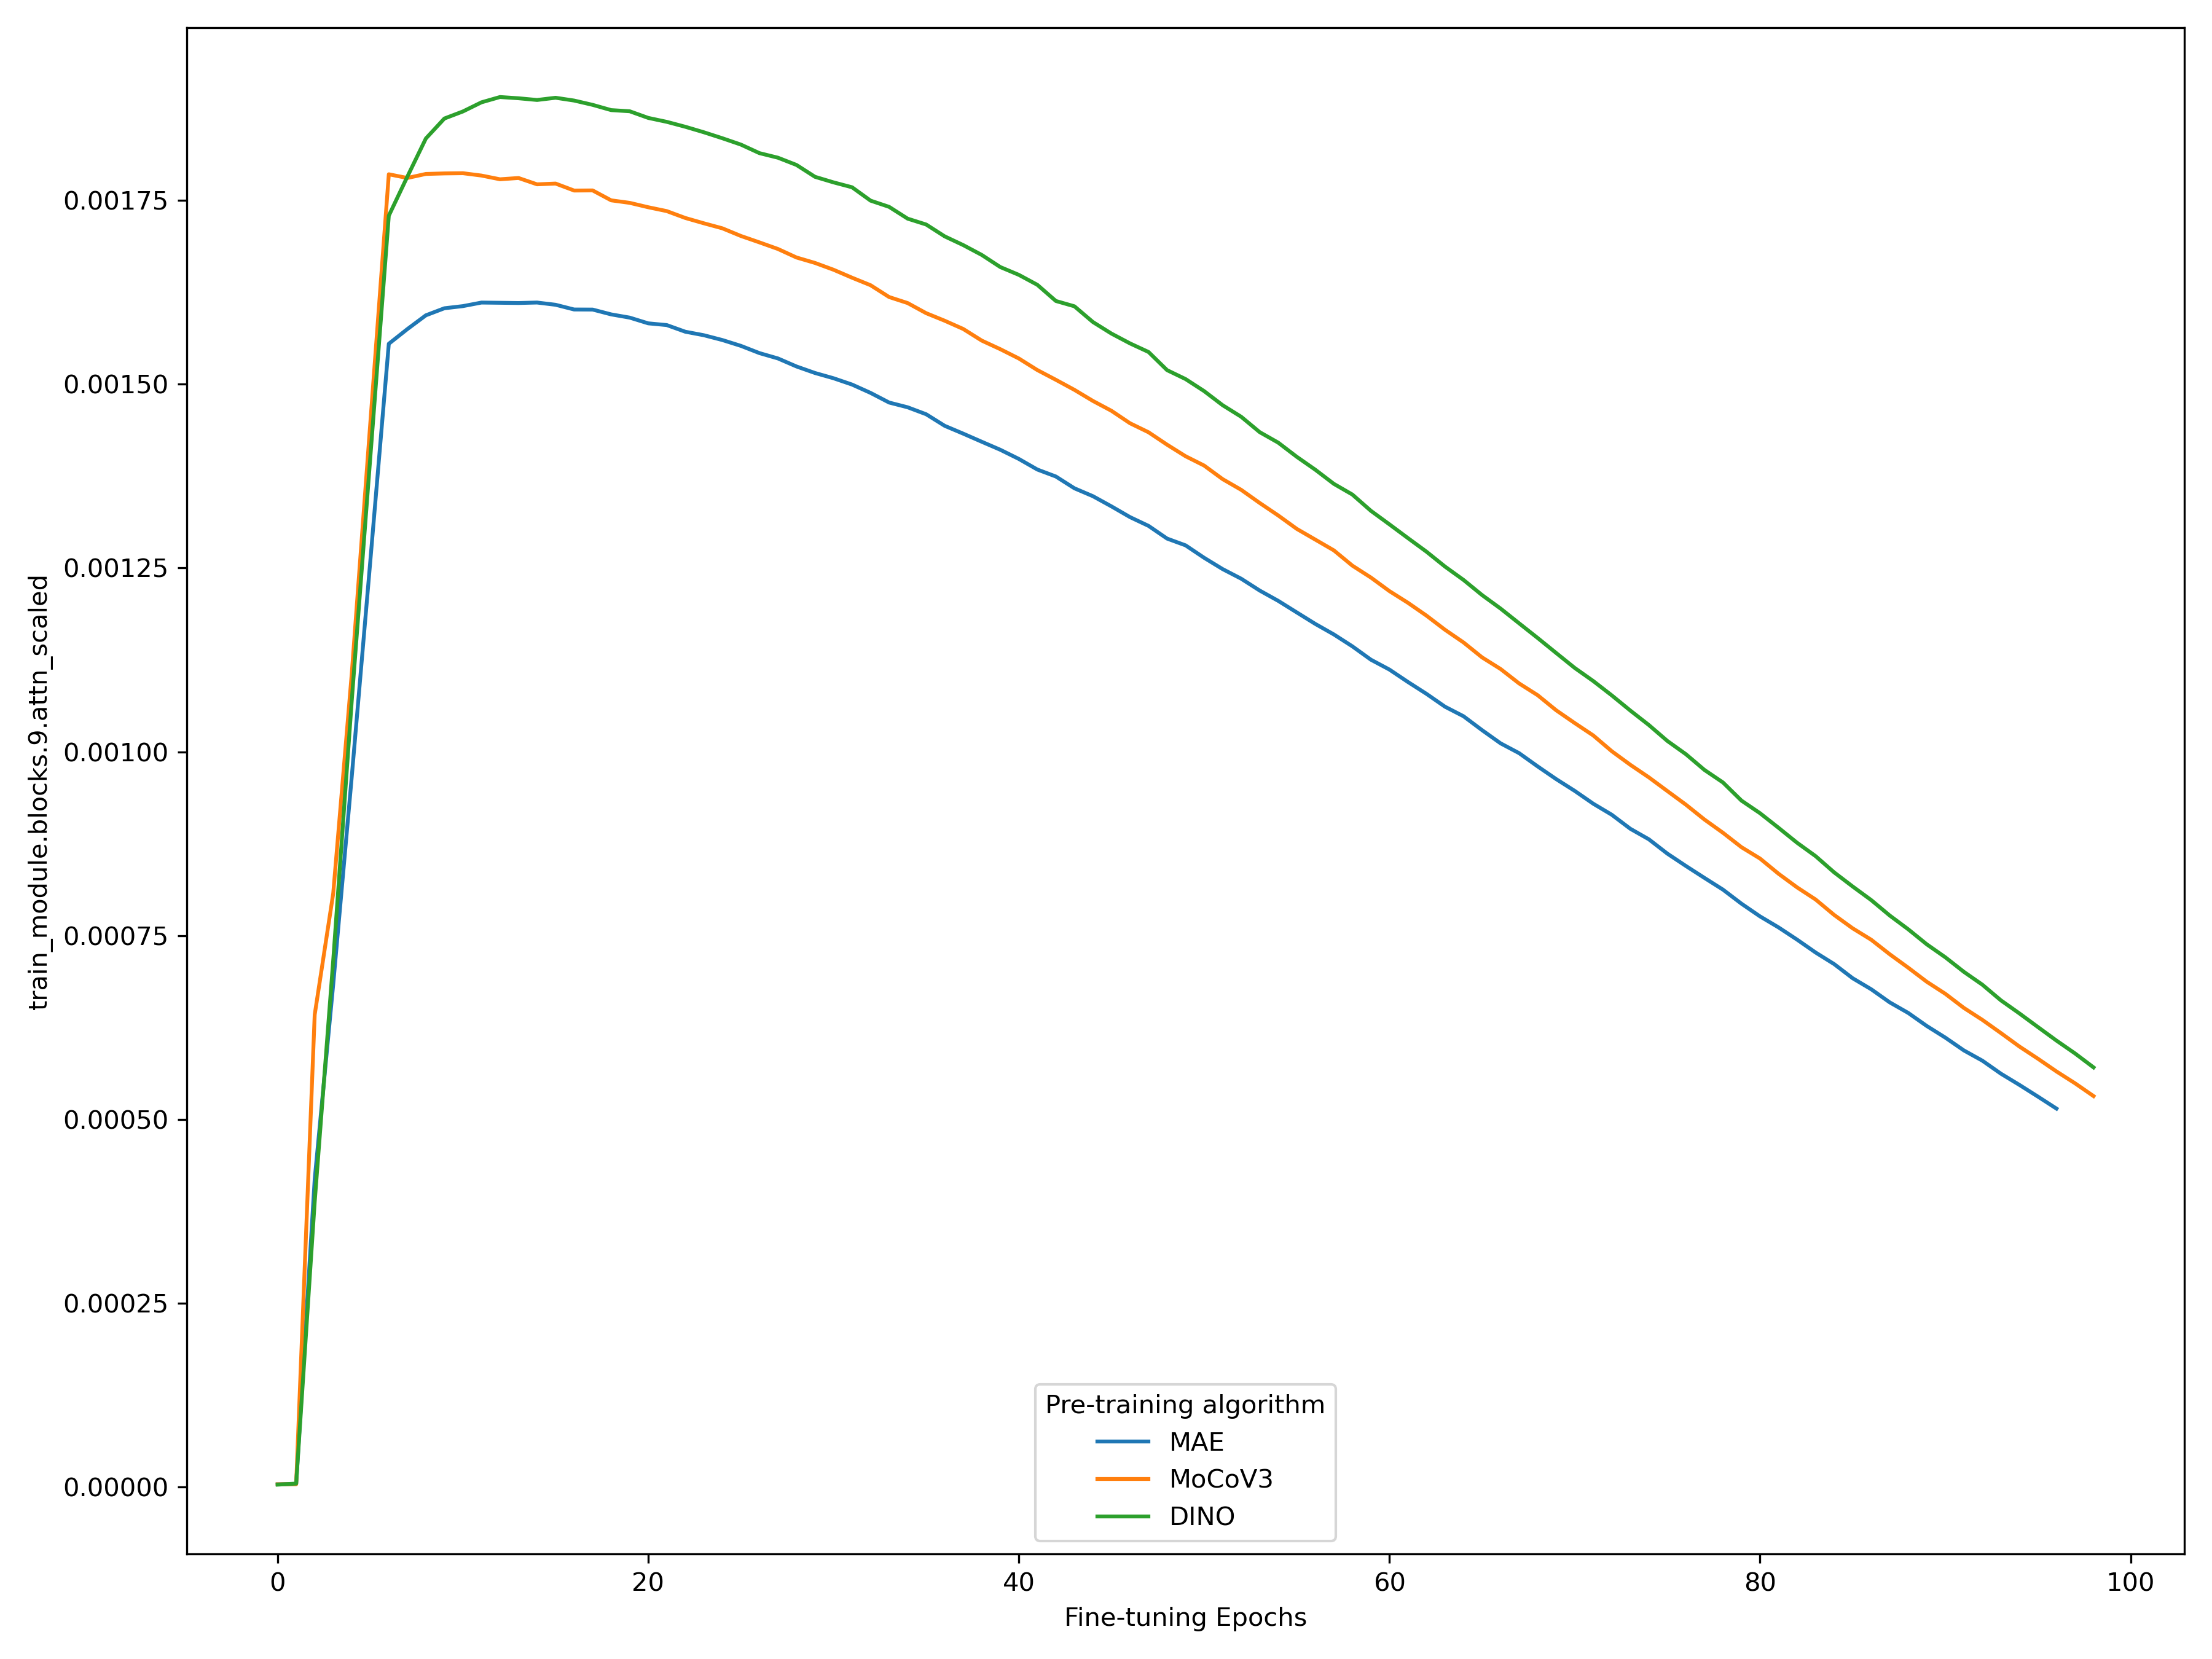 train_module.blocks.9.attn_scaled
0.00175
0.00150
0.00125
0.00100
0.00075
0.00050
0.00025
0.00000
Pre-training algorithm
MAE
MoCoV3
DINO
0 20 40 60 80 100
Fine-tuning Epochs